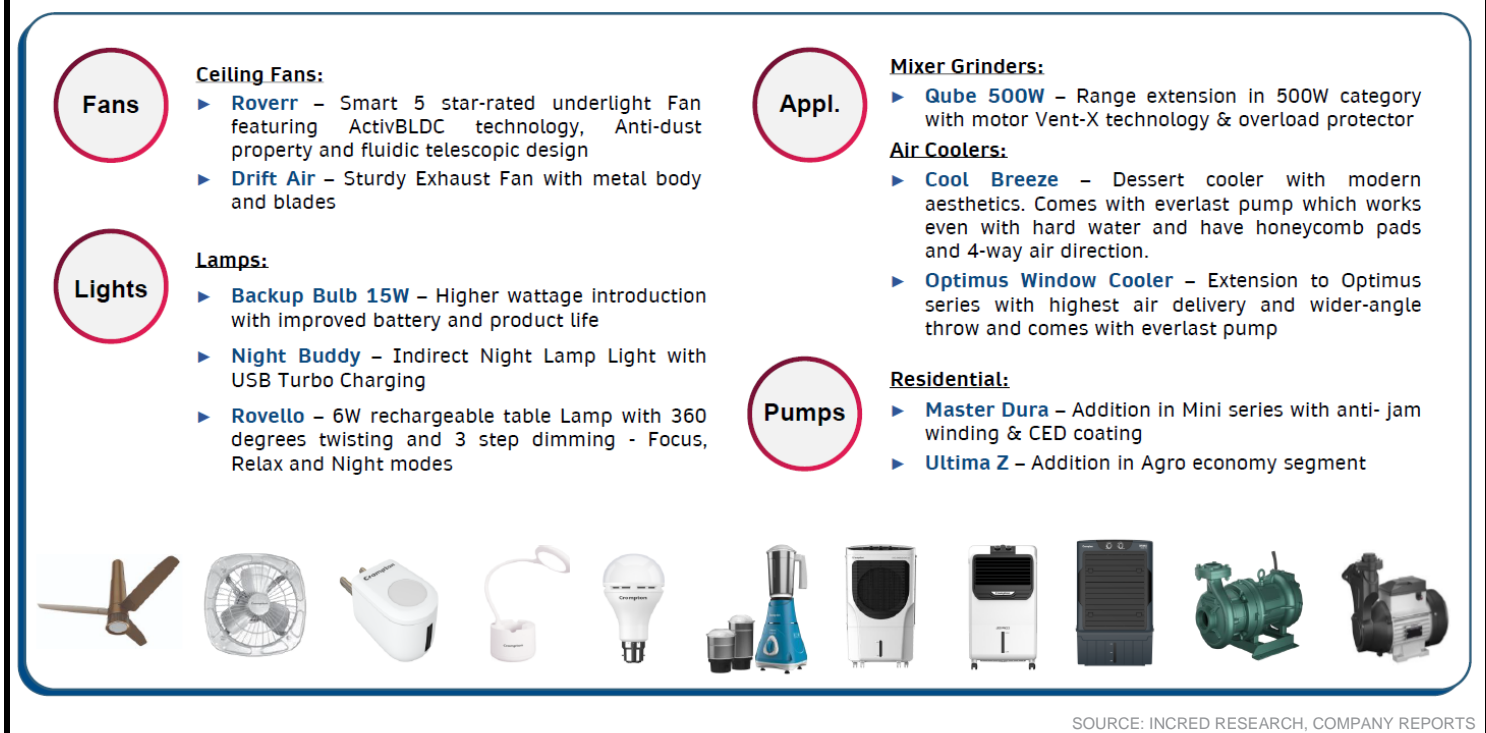 Fans
Ceiling Fans:
► Roverr – Smart 5 star-rated underlight Fan
featuring ActivBLDC technology, Anti-dust
property and fluidic telescopic design
► Drift Air – Sturdy Exhaust Fan with metal body
and blades
Lights
Lamps:
► Backup Bulb 15W – Higher wattage introduction
with improved battery and product life
► Night Buddy – Indirect Night Lamp Light with
USB Turbo Charging
► Rovello – 6W rechargeable table Lamp with 360
degrees twisting and 3 step dimming - Focus,
Relax and Night modes
Appl.
Mixer Grinders:
► Qube 500W – Range extension in 500W category
with motor Vent-X technology & overload protector
Air Coolers:
► Cool Breeze – Dessert cooler with modern
aesthetics. Comes with everlast pump which works
even with hard water and have honeycomb pads
and 4-way air direction.
► Optimus Window Cooler – Extension to Optimus
series with highest air delivery and wider-angle
throw and comes with everlast pump
Pumps
Residential:
► Master Dura – Addition in Mini series with anti- jam
winding & CED coating
► Ultima Z – Addition in Agro economy segment
Crompton
Crompton
Crompton
Crompton
SOURCE: INCRED RESEARCH, COMPANY REPORTS